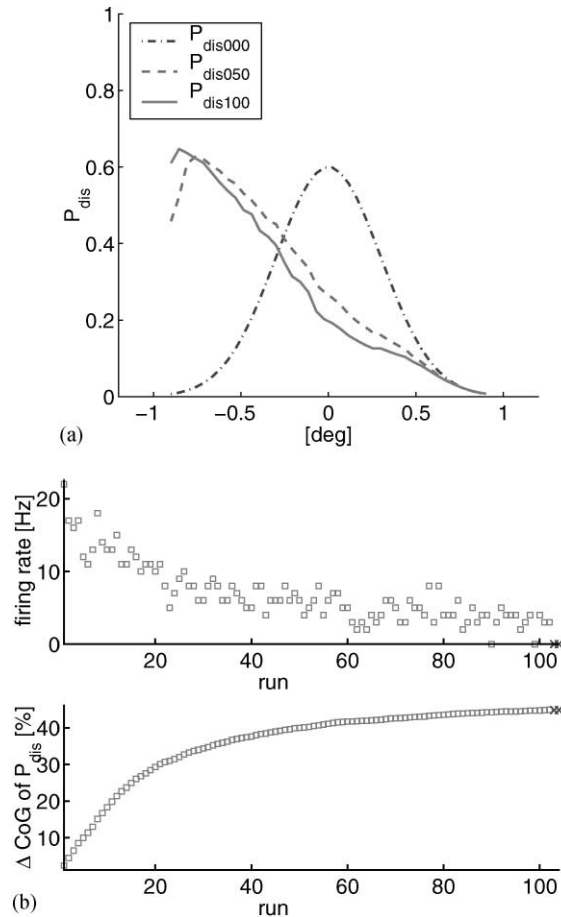 1
0.8
0.6
0.4
0.2
0
P_dis
P_dis000
P_dis050
P_dis100
−1 −0.5 0 0.5 1
[deg]
(a)
20
10
0
firing rate [Hz]
20 40 60 80 100
run
40
30
20
10
Δ CoG of P_dis [%]
20 40 60 80 100
run
(b)